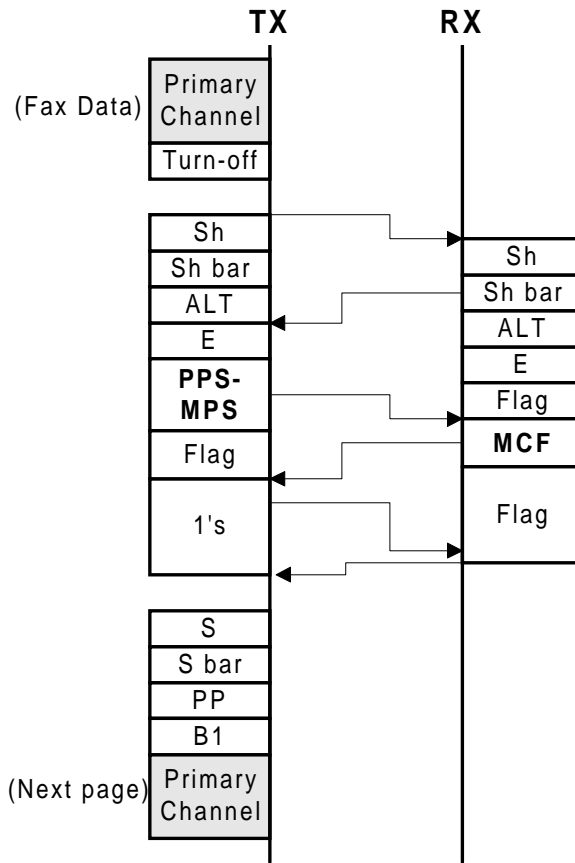 TX
RX
(Fax Data)
Primary
Channel
Turn-off
Sh
Sh bar
ALT
E
PPS-
MPS
Flag
1's
Sh
Sh bar
ALT
E
Flag
MCF
Flag
S
S bar
PP
B1
(Next page)
Primary
Channel